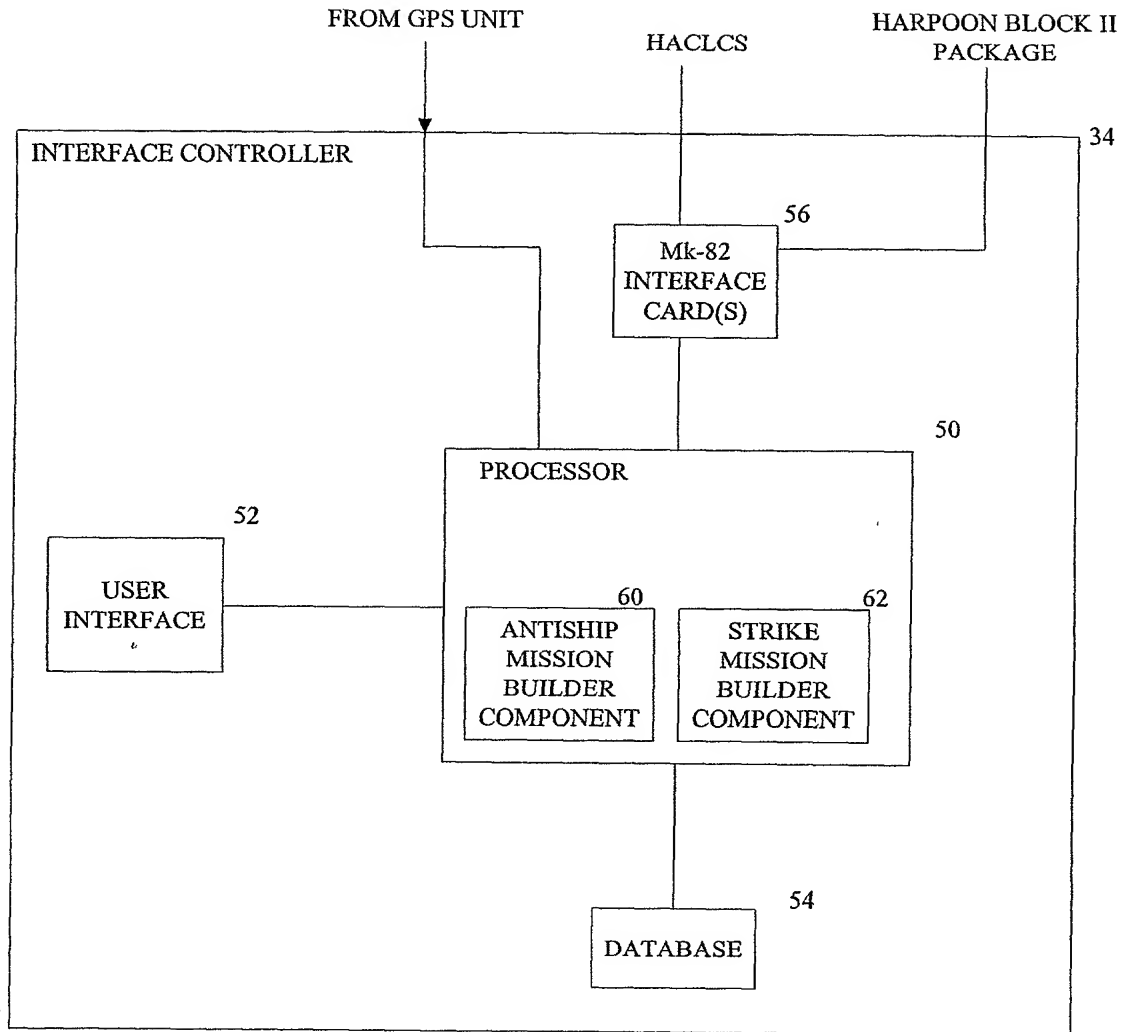 FROM GPS UNIT
HACLCS
HARPOON BLOCK II
PACKAGE
INTERFACE CONTROLLER
34
56
Mk-82
INTERFACE
CARD(S)
50
PROCESSOR
52
USER
INTERFACE
60
ANTISHIP
MISSION
BUILDER
COMPONENT
62
STRIKE
MISSION
BUILDER
COMPONENT
54
DATABASE